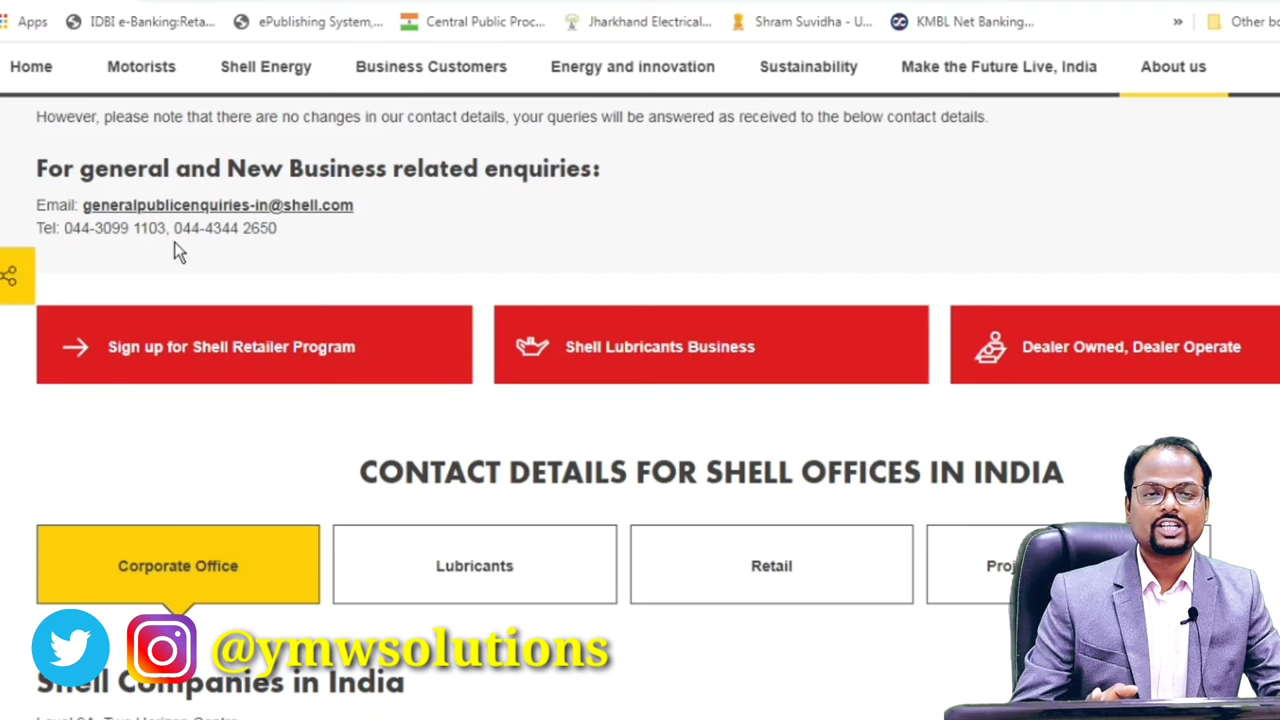 Apps IDBI e-Banking:Reta... ePublishing System,... Central Public Proc... Jharkhand Electrical... Shram Suvidha - U... KMBL Net Banking... » Other bo
Home Motorists Shell Energy Business Customers Energy and innovation Sustainability Make the Future Live, India About us
However, please note that there are no changes in our contact details, your queries will be answered as received to the below contact details.
For general and New Business related enquiries:
Email: generalpublicenquiries-in@shell.com
Tel: 044-3099 1103, 044-4344 2650
Sign up for Shell Retailer Program
Shell Lubricants Business
Dealer Owned, Dealer Operate
CONTACT DETAILS FOR SHELL OFFICES IN INDIA
Corporate Office
Lubricants
Retail
Proj
@ymwsolutions
Shell Companies in India